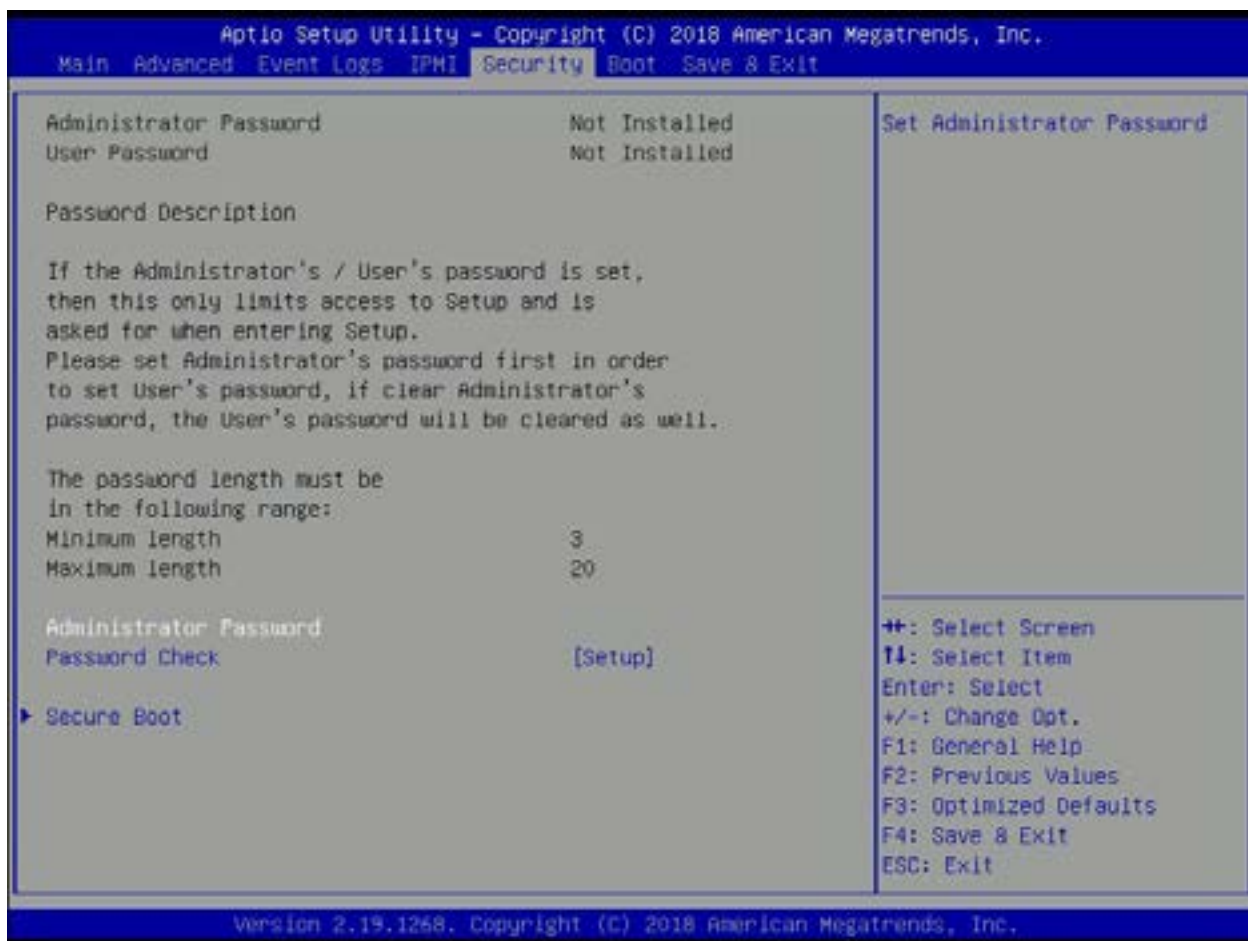 Aptio Setup Utility – Copyright (C) 2018 American Megatrends, Inc.
Main Advanced Event Logs IPMI Security Boot Save & Exit
Administrator Password Not Installed
User Password Not Installed
Password Description
If the Administrator's / User's password is set,
then this only limits access to Setup and is
asked for when entering Setup.
Please set Administrator's password first in order
to set User's password, if clear Administrator's
password, the User's password will be cleared as well.
The password length must be
in the following range:
Minimum length 3
Maximum length 20
Administrator Password
Password Check [Setup]
▶ Secure Boot
Set Administrator Password
→←: Select Screen
↑↓: Select Item
Enter: Select
+/-: Change Opt.
F1: General Help
F2: Previous Values
F3: Optimized Defaults
F4: Save & Exit
ESC: Exit
Version 2.19.1268. Copyright (C) 2018 American Megatrends, Inc.